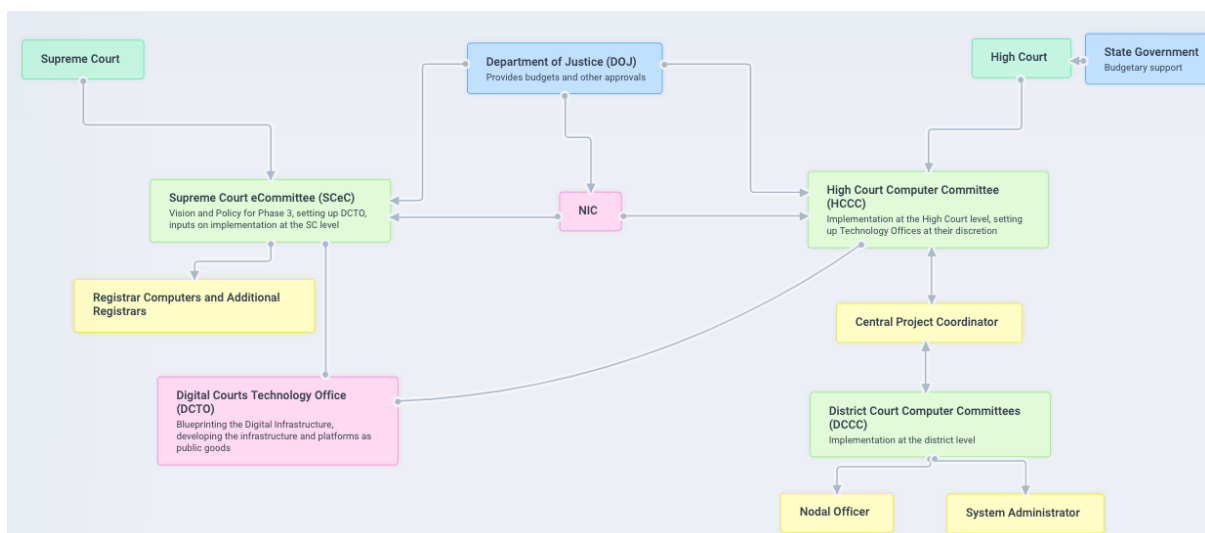 Supreme Court
Department of Justice (DOJ)
Provides budgets and other approvals
High Court
State Government
Budgetary support
Supreme Court eCommittee (SCeC)
Vision and Policy for Phase 3, setting up DCTO,
inputs on implementation at the SC level
NIC
High Court Computer Committee
(HCCC)
Implementation at the High Court level, setting
up Technology Offices at their discretion
Registrar Computers and Additional
Registrars
Central Project Coordinator
Digital Courts Technology Office
(DCTO)
Blueprinting the Digital Infrastructure,
developing the infrastructure and platforms as
public goods
District Court Computer Committees
(DCCC)
Implementation at the district level
Nodal Officer
System Administrator